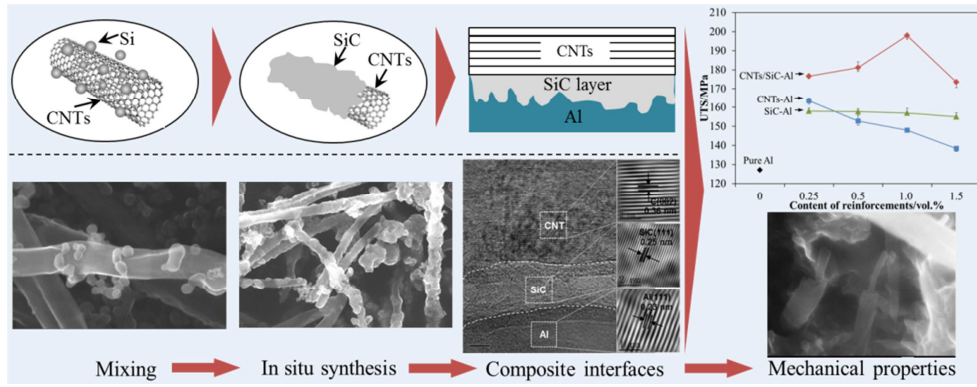 Si
CNTs
SiC
CNTs
CNTs
SiC layer
Al
UTS/MPa
210
200
190
180
170
160
150
140
130
120
CNTs/SiC-Al
CNTs-Al
SiC-Al
Pure Al
0
0.25
0.5
1.0
1.5
Content of reinforcements/vol.%
CNT
SiC
Al
C(002)
SiC(111)
0.25 nm
Al(111)
Mixing
In situ synthesis
Composite interfaces
Mechanical properties